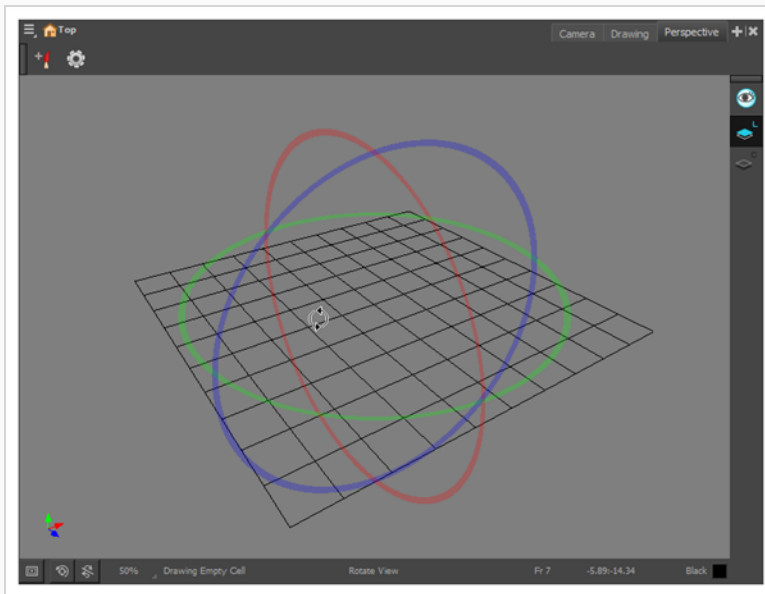 Top
Camera Drawing Perspective
L
C
50% Drawing Empty Cell Rotate View Fr 7 -5.89:-14.34 Black